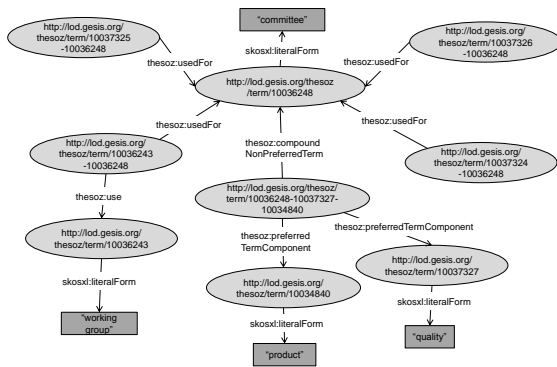 “committee”
http://lod.gesis.org/
thesoz/term/10037325
-10036248
http://lod.gesis.org/
thesoz/term/10037326
-10036248
skosxl:literalForm
thesoz:usedFor
thesoz:usedFor
http://lod.gesis.org/thesoz
/term/10036248
thesoz:usedFor
thesoz:usedFor
thesoz:compound
NonPreferredTerm
http://lod.gesis.org/
thesoz/term/10036243
-10036248
http://lod.gesis.org/
thesoz/term/10037324
-10036248
thesoz:use
http://lod.gesis.org/thesoz/
term/10036248-10037327-
10034840
thesoz:preferredTermComponent
thesoz:preferred
TermComponent
http://lod.gesis.org/
thesoz/term/10036243
http://lod.gesis.org/
thesoz/term/10037327
http://lod.gesis.org/
thesoz/term/10034840
skosxl:literalForm
skosxl:literalForm
skosxl:literalForm
“working
group”
“quality”
“product”